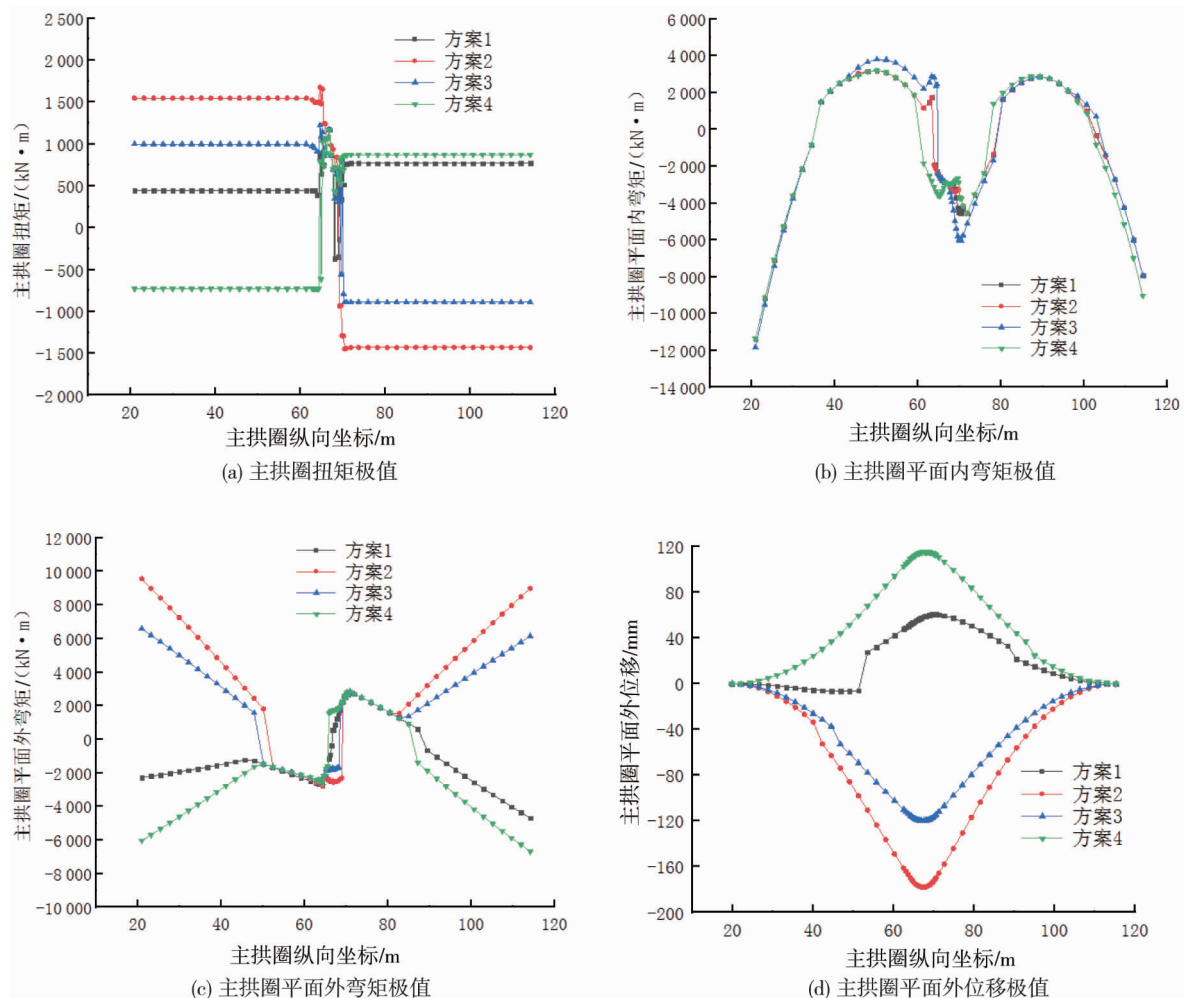 2 500
2 000
1 500
1 000
500
0
−500
−1 000
−1 500
−2 000
主拱圈扭矩/(kN·m)
方案1
方案2
方案3
方案4
20 40 60 80 100 120
主拱圈纵向坐标/m
(a) 主拱圈扭矩极值
6 000
4 000
2 000
0
−2 000
−4 000
−6 000
−8 000
−10 000
−12 000
−14 000
主拱圈平面内弯矩/(kN·m)
方案1
方案2
方案3
方案4
20 40 60 80 100 120
主拱圈纵向坐标/m
(b) 主拱圈平面内弯矩极值
12 000
10 000
8 000
6 000
4 000
2 000
0
−2 000
−4 000
−6 000
−8 000
−10 000
主拱圈平面外弯矩/(kN·m)
方案1
方案2
方案3
方案4
20 40 60 80 100 120
主拱圈纵向坐标/m
(c) 主拱圈平面外弯矩极值
120
80
40
0
−40
−80
−120
−160
−200
主拱圈平面外位移/mm
方案1
方案2
方案3
方案4
20 40 60 80 100 120
主拱圈纵向坐标/m
(d) 主拱圈平面外位移极值